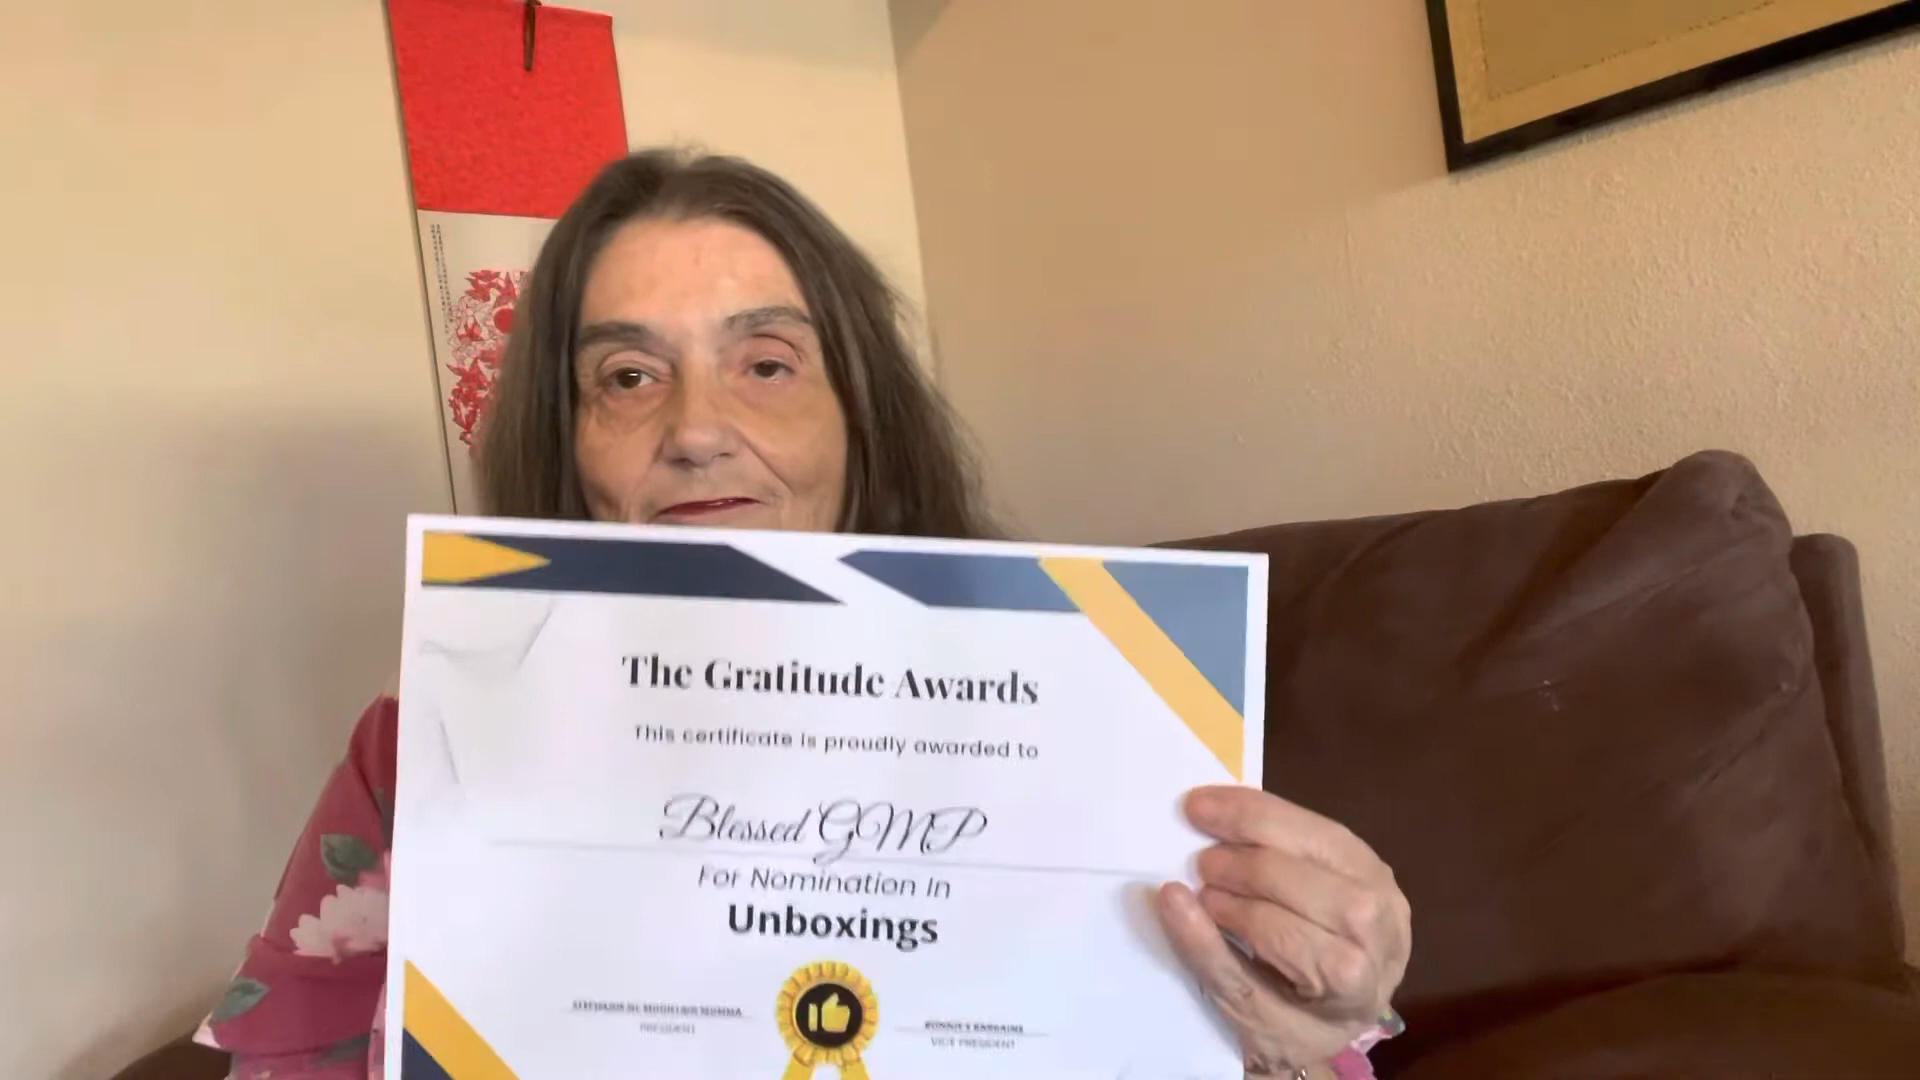 The Gratitude Awards
This certificate is proudly awarded to
Blessed GMP
For Nomination In
Unboxings
PRESIDENT
VICE PRESIDENT